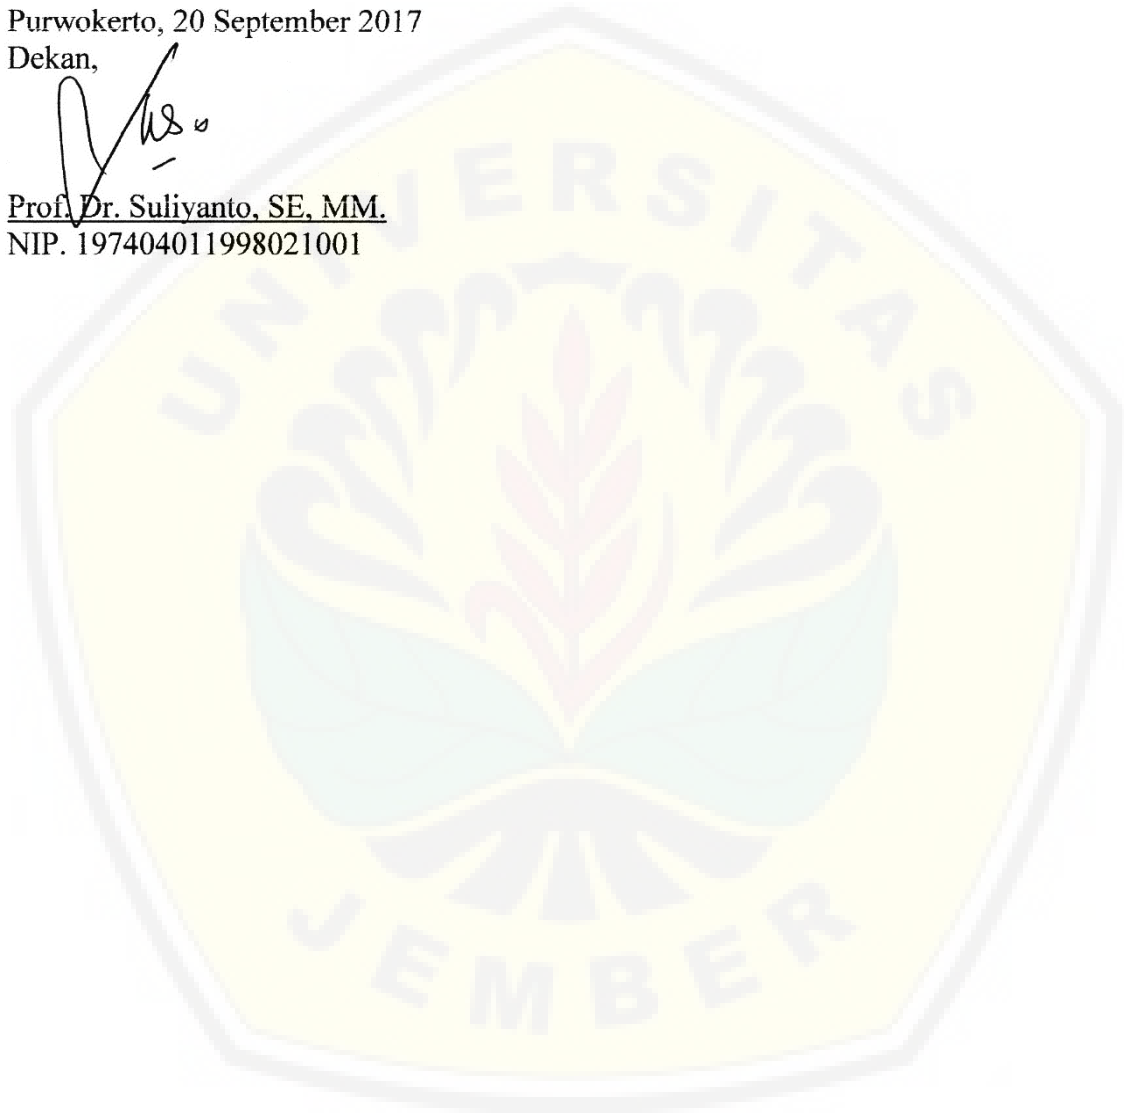 Purwokerto, 20 September 2017
Dekan,
Prof. Dr. Suliyanto, SE, MM.
NIP. 197404011998021001
UNIVERSITAS
JEMBER